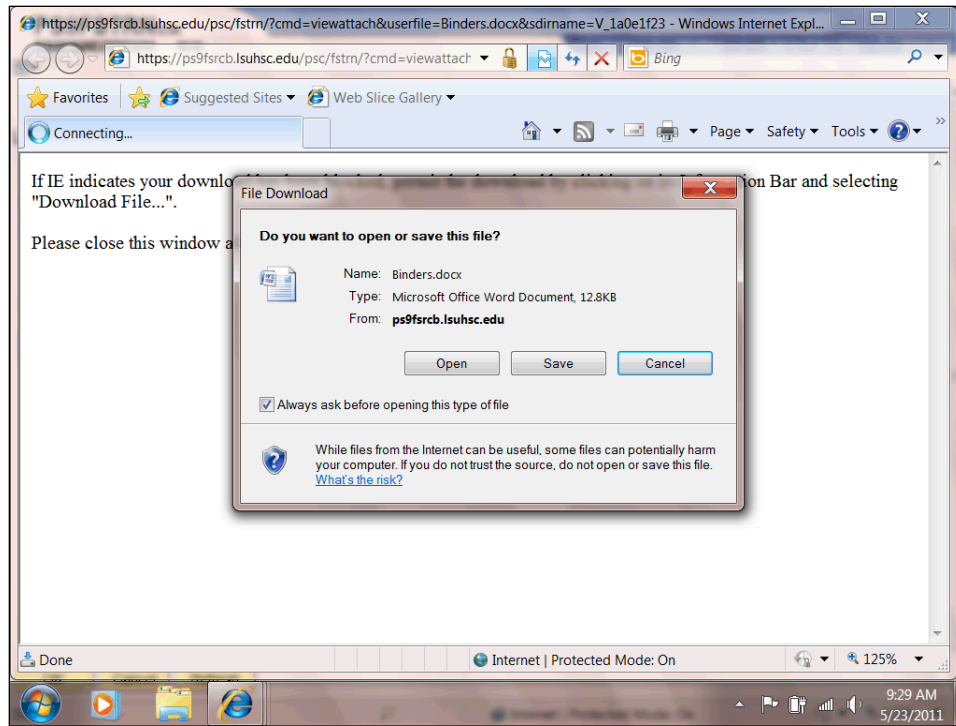 https://ps9fsrcb.lsuhsc.edu/psc/fstrn/?cmd=viewattach&userfile=Binders.docx&sdirname=V_1a0e1f23 - Windows Internet Expl...
https://ps9fsrcb.lsuhsc.edu/psc/fstrn/?cmd=viewattach
Bing
Favorites Suggested Sites Web Slice Gallery
Connecting...
Page Safety Tools
If IE indicates your Bar and selecting
"Download File...".
Please close this window
File Download
Do you want to open or save this file?
Name: Binders.docx
Type: Microsoft Office Word Document, 12.8KB
From: ps9fsrcb.lsuhsc.edu
Open Save Cancel
Always ask before opening this type of file
While files from the Internet can be useful, some files can potentially harm
your computer. If you do not trust the source, do not open or save this file.
What's the risk?
Done
Internet | Protected Mode: On
125%
9:29 AM
5/23/2011